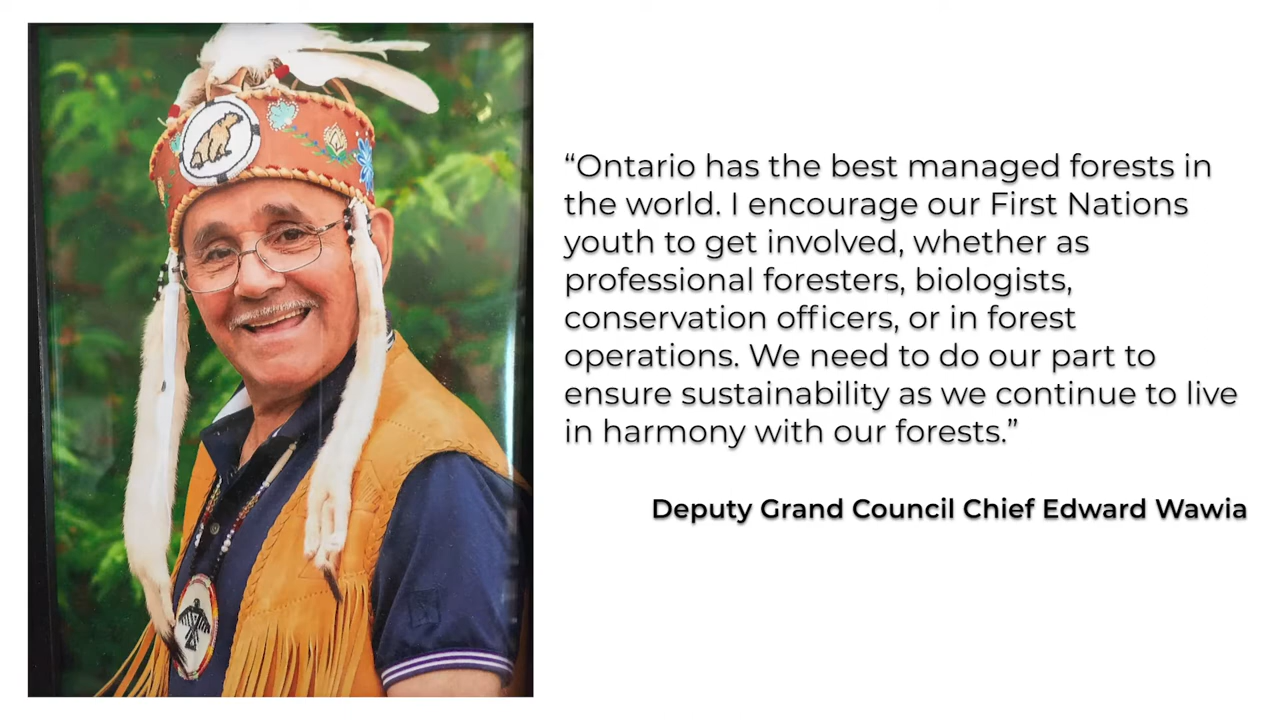 “Ontario has the best managed forests in
the world. I encourage our First Nations
youth to get involved, whether as
professional foresters, biologists,
conservation officers, or in forest
operations. We need to do our part to
ensure sustainability as we continue to live
in harmony with our forests.”
Deputy Grand Council Chief Edward Wawia